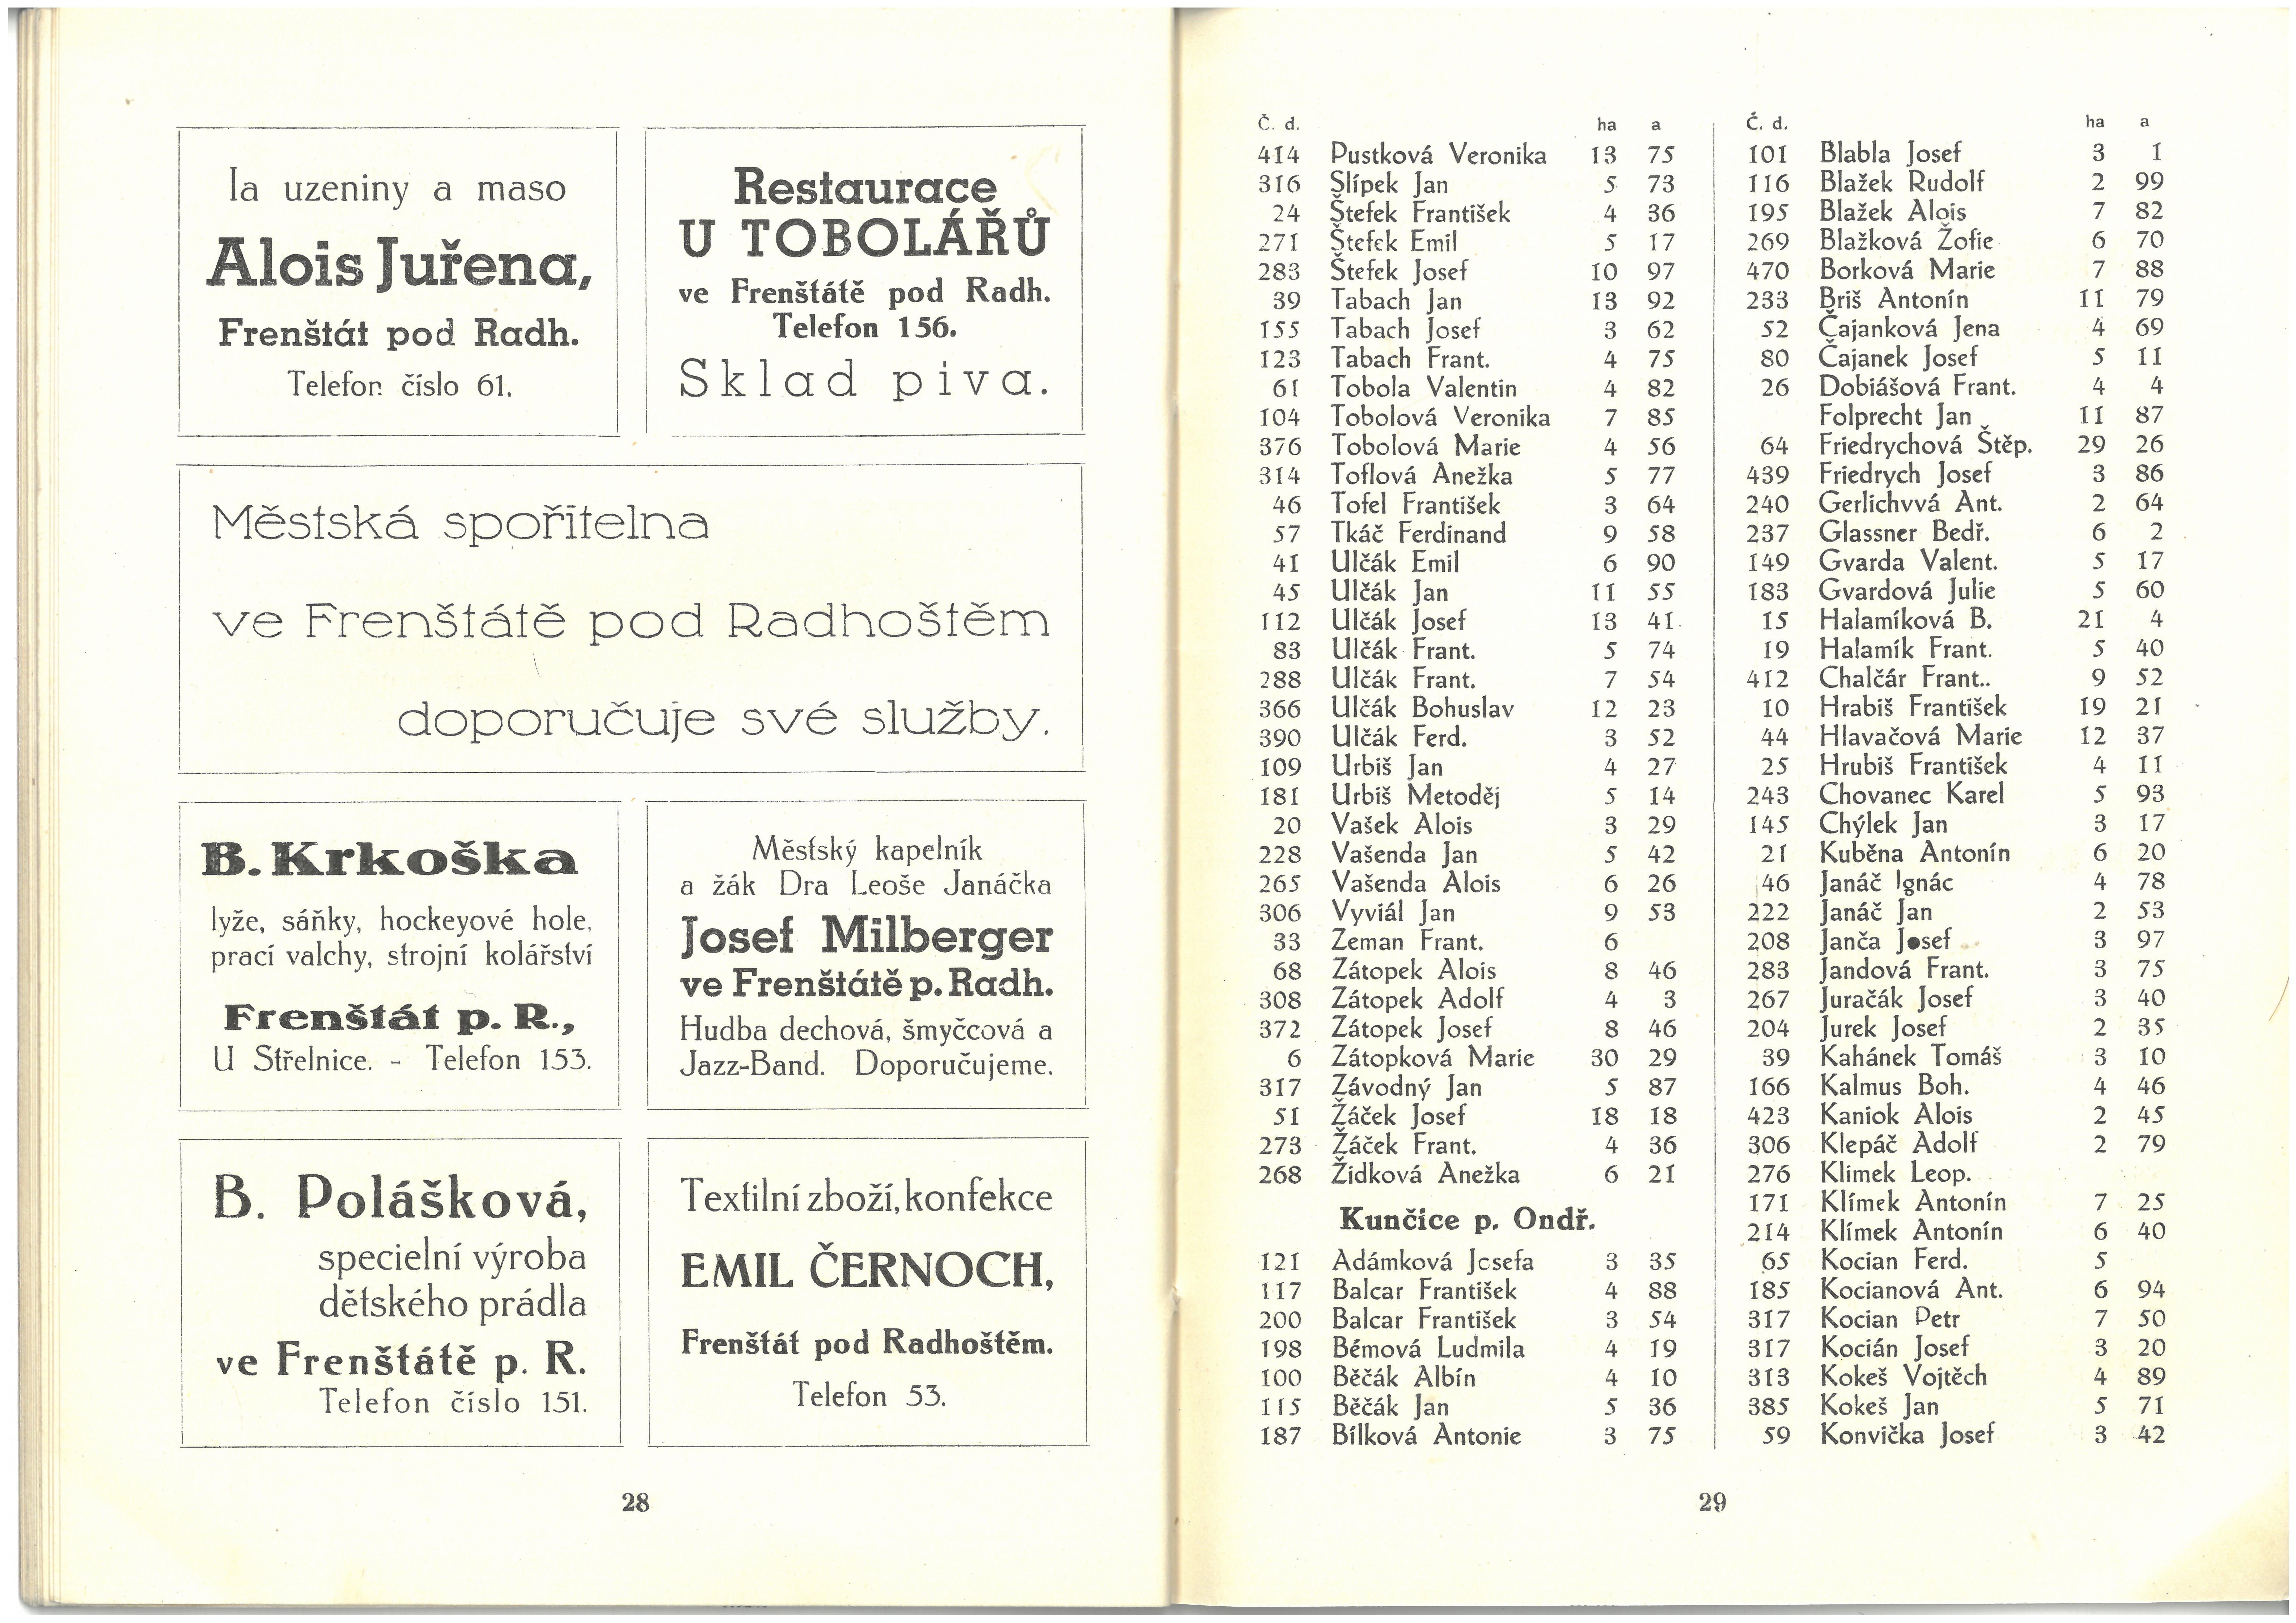 Ia uzeniny a maso
Alois Juřena,
Frenštát pod Radh.
Telefon číslo 61.
Restaurace
U TOBOLÁŘŮ
ve Frenštátě pod Radh.
Telefon 156.
Sklad piva.
Městská spořitelna
ve Frenštátě pod Radhoštěm
doporučuje své služby.
B. Krkoška
lyže, sáňky, hockeyové hole,
prací valchy, strojní kolářství
Frenštát p. R.,
U Střelnice. - Telefon 153.
Městský kapelník
a žák Dra Leoše Janáčka
Josef Milberger
ve Frenštátě p. Radh.
Hudba dechová, šmyčcová a
Jazz-Band. Doporučujeme.
B. Polášková,
specielní výroba
dětského prádla
ve Frenštátě p. R.
Telefon číslo 151.
Textilní zboží, konfekce
EMIL ČERNOCH,
Frenštát pod Radhoštěm.
Telefon 53.
28
Č. d. ha a
414 Pustková Veronika 13 75
316 Slípek Jan 5 73
24 Štefek František 4 36
271 Štefek Emil 5 17
283 Štefek Josef 10 97
39 Tabach Jan 13 92
155 Tabach Josef 3 62
123 Tabach Frant. 4 75
61 Tobola Valentin 4 82
104 Tobolová Veronika 7 85
376 Tobolová Marie 4 56
314 Toflová Anežka 5 77
46 Tofel František 3 64
57 Tkáč Ferdinand 9 58
41 Ulčák Emil 6 90
45 Ulčák Jan 11 55
112 Ulčák Josef 13 41
83 Ulčák Frant. 5 74
288 Ulčák Frant. 7 54
366 Ulčák Bohuslav 12 23
390 Ulčák Ferd. 3 52
109 Urbiš Jan 4 27
181 Urbiš Metoděj 5 14
20 Vašek Alois 3 29
228 Vašenda Jan 5 42
265 Vašenda Alois 6 26
306 Vyviál Jan 9 53
33 Zeman Frant. 6
68 Zátopek Alois 8 46
308 Zátopek Adolf 4 3
372 Zátopek Josef 8 46
6 Zátopková Marie 30 29
317 Závodný Jan 5 87
51 Žáček Josef 18 18
273 Žáček Frant. 4 36
268 Židková Anežka 6 21
Kunčice p. Ondř.
121 Adámková Josefa 3 35
117 Balcar František 4 88
200 Balcar František 3 54
198 Bémová Ludmila 4 19
100 Běčák Albín 4 10
115 Běčák Jan 5 36
187 Bílková Antonie 3 75
Č. d. ha a
101 Blabla Josef 3 1
116 Blažek Rudolf 2 99
195 Blažek Alois 7 82
269 Blažková Žofie 6 70
470 Borková Marie 7 88
233 Briš Antonín 11 79
52 Čajanková Jena 4 69
80 Čajanek Josef 5 11
26 Dobiášová Frant. 4 4
Folprecht Jan 11 87
64 Friedrychová Štěp. 29 26
439 Friedrych Josef 3 86
240 Gerlichvvá Ant. 2 64
237 Glassner Bedř. 6 2
149 Gvarda Valent. 5 17
183 Gvardová Julie 5 60
15 Halamíková B. 21 4
19 Halamík Frant. 5 40
412 Chalčár Frant.. 9 52
10 Hrabiš František 19 21
44 Hlavačová Marie 12 37
25 Hrubiš František 4 11
243 Chovanec Karel 5 93
145 Chýlek Jan 3 17
21 Kuběna Antonín 6 20
46 Janáč Ignác 4 78
222 Janáč Jan 2 53
208 Janča Josef 3 97
283 Jandová Frant. 3 75
267 Juračák Josef 3 40
204 Jurek Josef 2 35
39 Kahánek Tomáš 3 10
166 Kalmus Boh. 4 46
423 Kaniok Alois 2 45
306 Klepáč Adolf 2 79
276 Klimek Leop.
171 Klímek Antonín 7 25
214 Klímek Antonín 6 40
65 Kocian Ferd. 5
185 Kocianová Ant. 6 94
317 Kocian Petr 7 50
317 Kocián Josef 3 20
313 Kokeš Vojtěch 4 89
385 Kokeš Jan 5 71
59 Konvička Josef 3 42
29